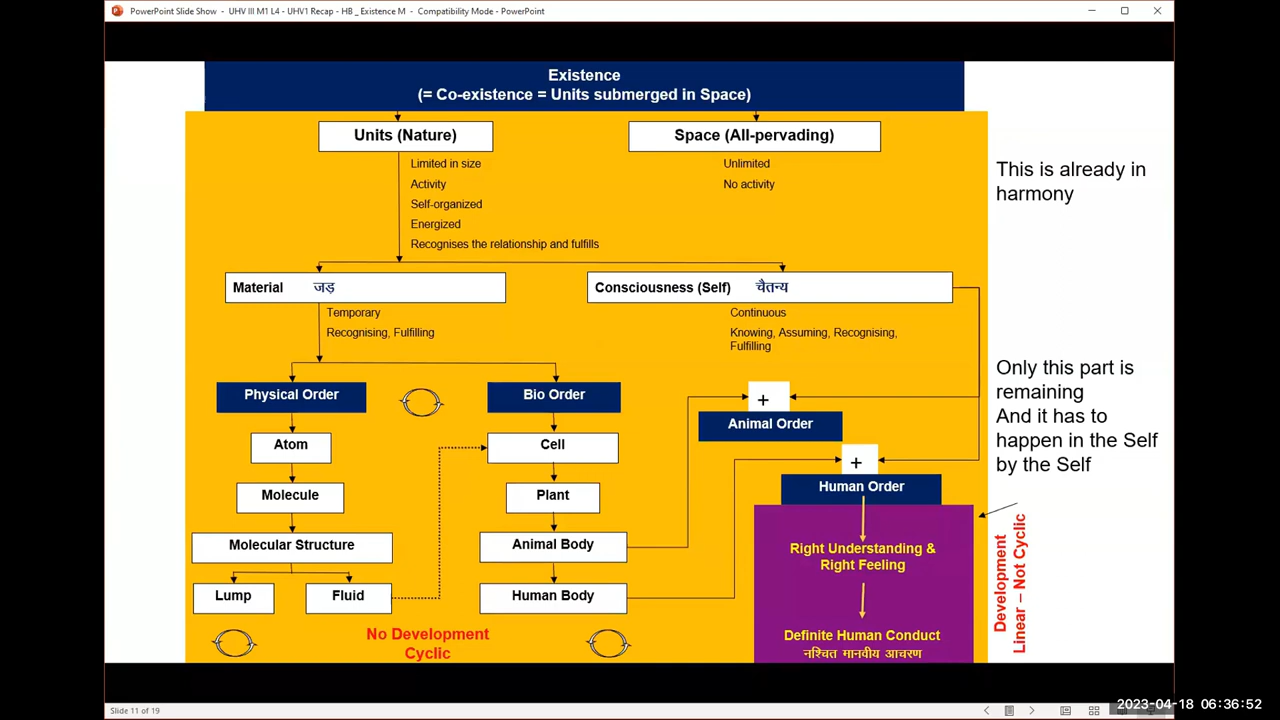 PowerPoint Slide Show - UHV III M1 L4 - UHV1 Recap - HB _ Existence M - Compatibility Mode - PowerPoint
Existence
(= Co-existence = Units submerged in Space)
Units (Nature)
Space (All-pervading)
Limited in size
Activity
Self-organized
Energized
Recognises the relationship and fulfills
Unlimited
No activity
This is already in
harmony
Material जड़
Consciousness (Self) चैतन्य
Temporary
Recognising, Fulfilling
Continuous
Knowing, Assuming, Recognising,
Fulfilling
Physical Order
Bio Order
+
Animal Order
Only this part is
remaining
And it has to
happen in the Self
by the Self
Atom
Cell
+
Human Order
Molecule
Plant
Molecular Structure
Animal Body
Right Understanding &
Right Feeling
Lump
Fluid
Human Body
No Development
Cyclic
Definite Human Conduct
निश्चित मानवीय आचरण
Development
Linear – Not Cyclic
Slide 11 of 19
2023-04-18 06:36:52